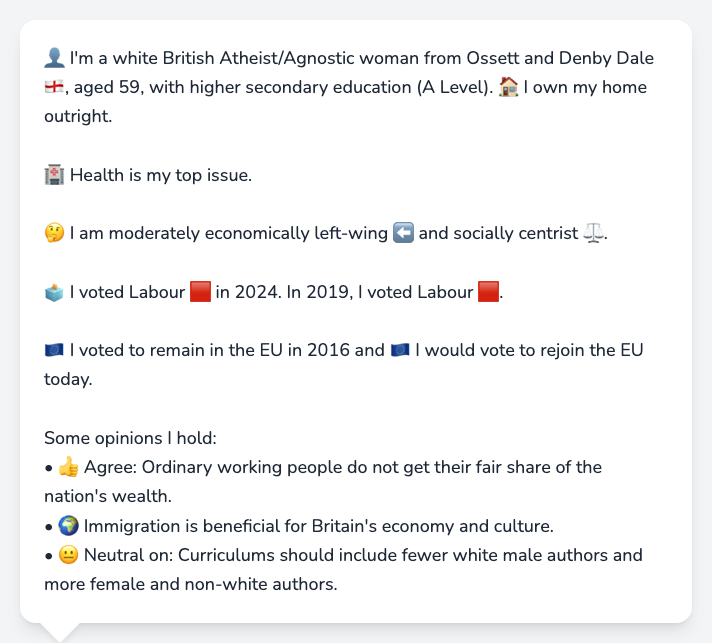 👤 I'm a white British Atheist/Agnostic woman from Ossett and Denby Dale
🏴󠁧󠁢󠁥󠁮󠁧󠁿, aged 59, with higher secondary education (A Level). 🏠 I own my home
outright.
🏥 Health is my top issue.
🤔 I am moderately economically left-wing ⬅️ and socially centrist ⚖️.
🗳️ I voted Labour 🟥 in 2024. In 2019, I voted Labour 🟥.
🇪🇺 I voted to remain in the EU in 2016 and 🇪🇺 I would vote to rejoin the EU
today.
Some opinions I hold:
• 👍 Agree: Ordinary working people do not get their fair share of the
nation's wealth.
• 🌍 Immigration is beneficial for Britain's economy and culture.
• 😐 Neutral on: Curriculums should include fewer white male authors and
more female and non-white authors.